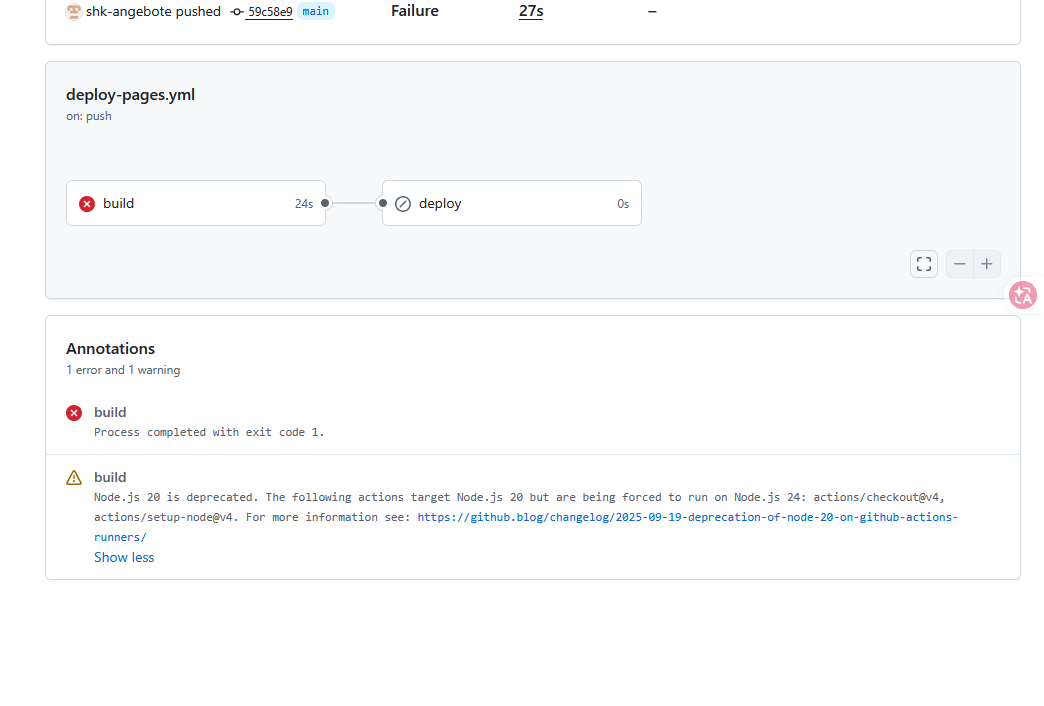 shk-angebote pushed 59c58e9 main Failure 27s –
deploy-pages.yml
on: push
build 24s
deploy 0s
Annotations
1 error and 1 warning
build
Process completed with exit code 1.
build
Node.js 20 is deprecated. The following actions target Node.js 20 but are being forced to run on Node.js 24: actions/checkout@v4,
actions/setup-node@v4. For more information see: https://github.blog/changelog/2025-09-19-deprecation-of-node-20-on-github-actions-
runners/
Show less